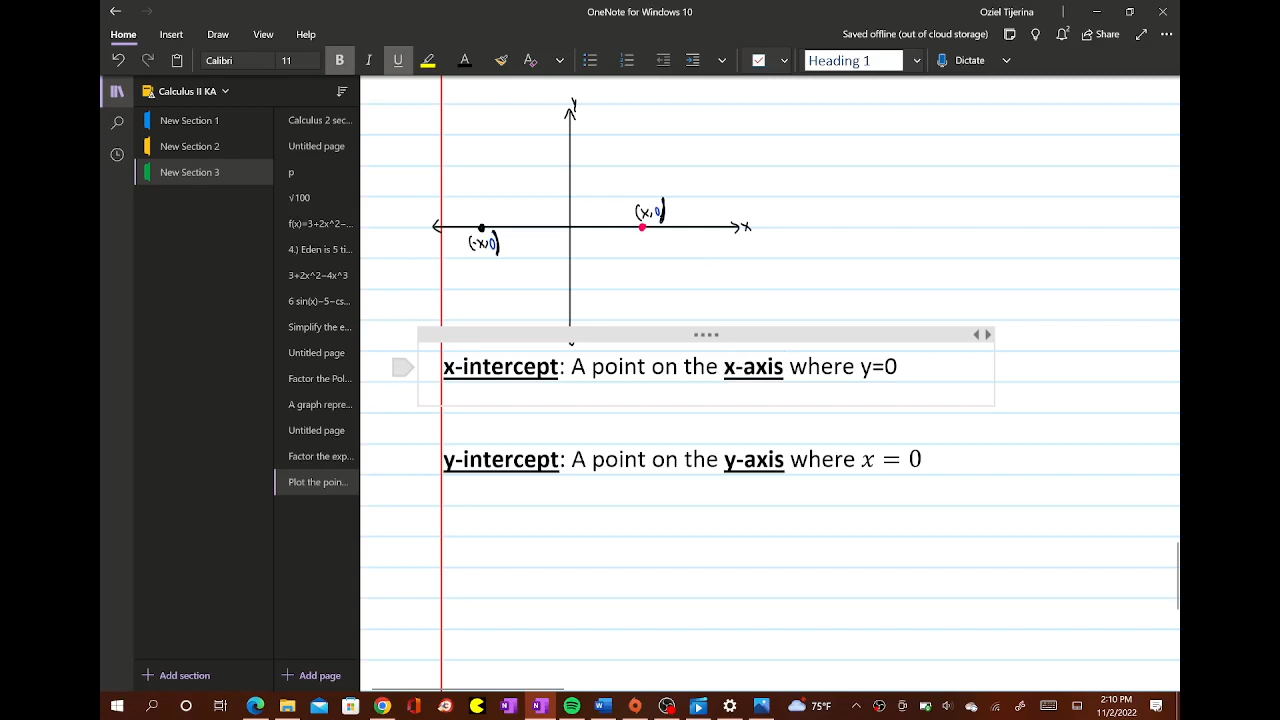 OneNote for Windows 10
Oziel Tijerina
Home Insert Draw View Help
Saved offline (out of cloud storage)
2
Share
Calibri 11 B I U A A Heading 1 Dictate
Calculus II KA
New Section 1
New Section 2
New Section 3
Calculus 2 sec...
Untitled page
p
√100
f(x)=3+2x^2−...
4.) Eden is 5 ti...
3+2x^2−4x^3
6 sin(x)−5−cs...
Simplify the e...
Untitled page
Factor the Pol...
A graph repre...
Untitled page
Factor the exp...
Plot the poin...
Add section
Add page
y
(x,0)
x
(-x,0)
x-intercept: A point on the x-axis where y=0
y-intercept: A point on the y-axis where x = 0
75°F
2:10 PM
11/2/2022